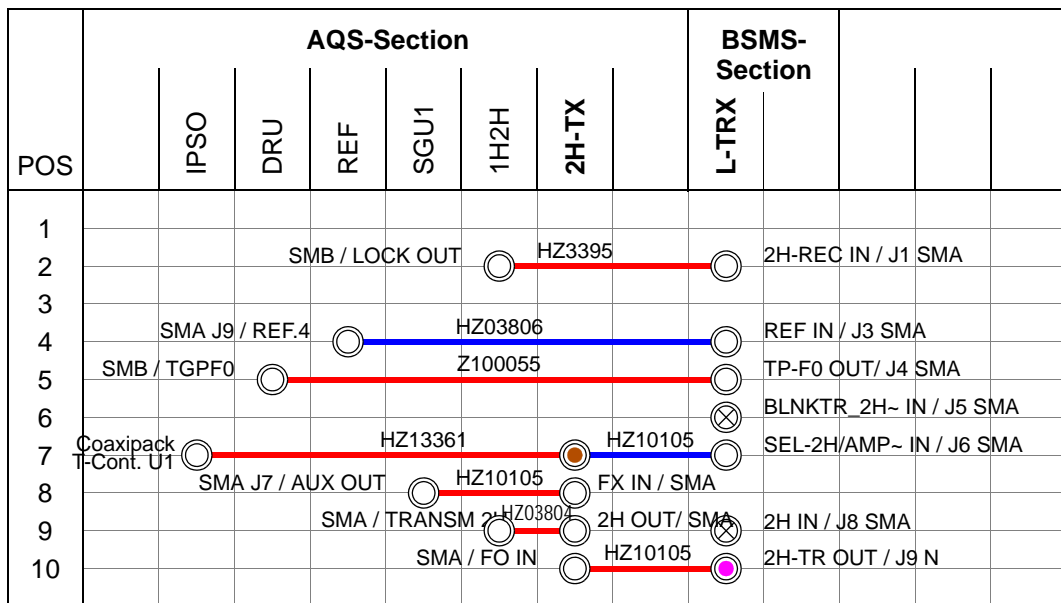 AQS-Section
BSMS-
Section
POS
IPSO
DRU
REF
SGU1
1H2H
2H-TX
L-TRX
1
2
SMB / LOCK OUT
HZ3395
2H-REC IN / J1 SMA
3
4
SMA J9 / REF.4
HZ03806
REF IN / J3 SMA
5
SMB / TGPF0
Z100055
TP-F0 OUT/ J4 SMA
6
BLNKTR_2H~ IN / J5 SMA
7
Coaxipack
T-Cont. U1
HZ13361
HZ10105
SEL-2H/AMP~ IN / J6 SMA
8
SMA J7 / AUX OUT
HZ10105
FX IN / SMA
9
SMA / TRANSM
HZ03804
2H OUT/ SMA
2H IN / J8 SMA
10
SMA / FO IN
HZ10105
2H-TR OUT / J9 N